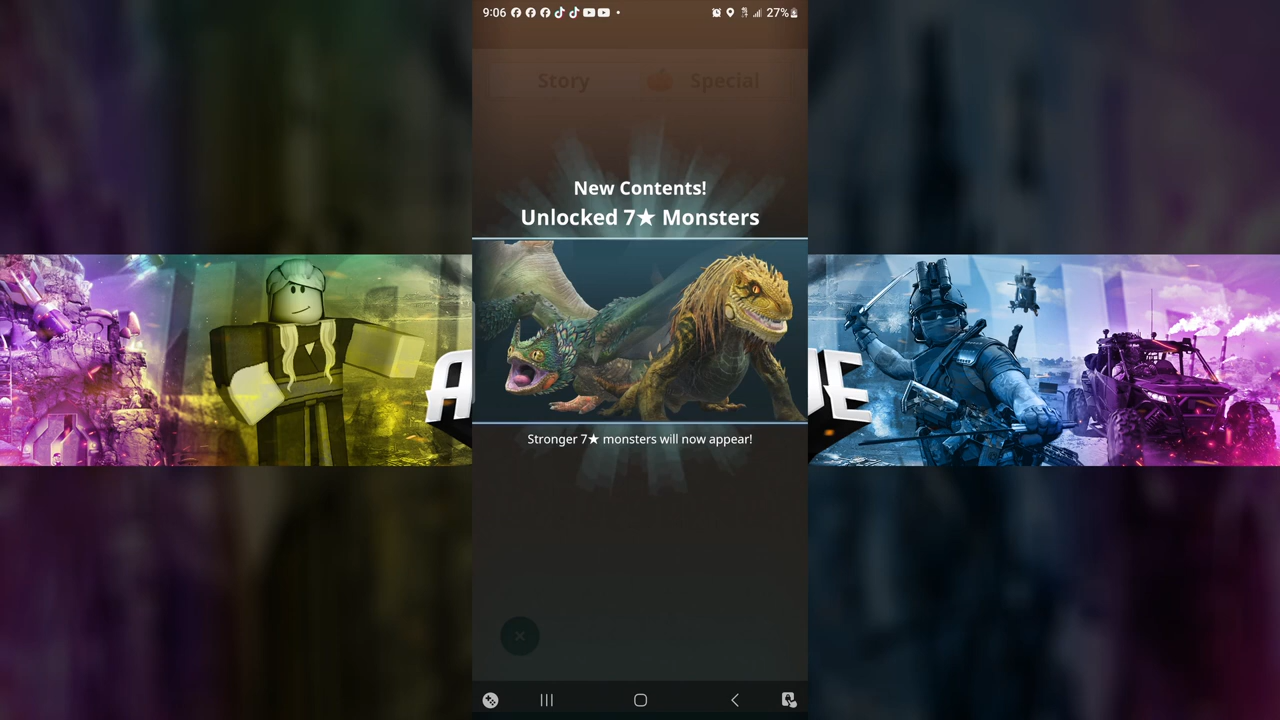 9:06
27%
Story
Special
New Contents!
Unlocked 7★ Monsters
Stronger 7★ monsters will now appear!